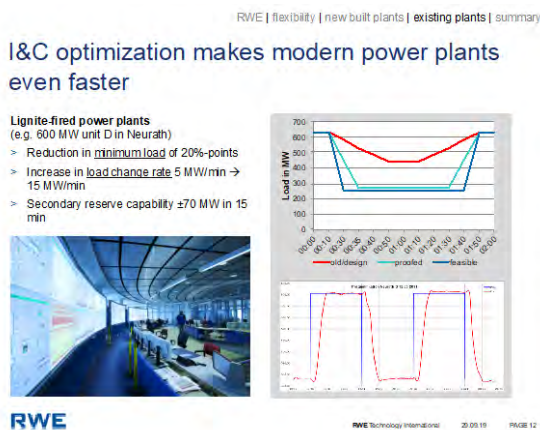 RWE | flexibility | new built plants | existing plants | summary
I&C optimization makes modern power plants
even faster
Lignite-fired power plants
(e.g. 600 MW unit D in Neurath)
> Reduction in minimum load of 20%-points
> Increase in load change rate 5 MW/min →
15 MW/min
> Secondary reserve capability ±70 MW in 15
min
Load in MW
700
600
500
400
300
200
100
0
00:00 00:10 00:30 00:35 00:40 00:50 01:00 01:10 01:20 01:30 01:40 01:50 02:00
old/design proofed feasible
RWE
RWE Technology International PAGE 12